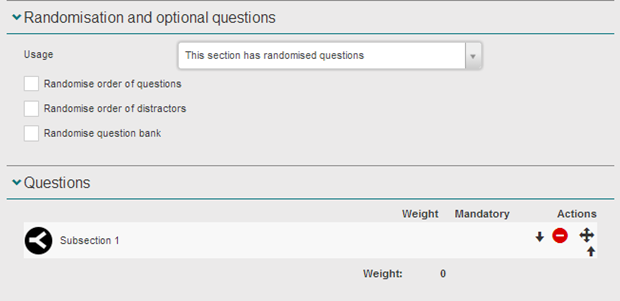 Randomisation and optional questions
Usage This section has randomised questions
Randomise order of questions
Randomise order of distractors
Randomise question bank
Questions
Weight Mandatory Actions
Subsection 1
Weight: 0